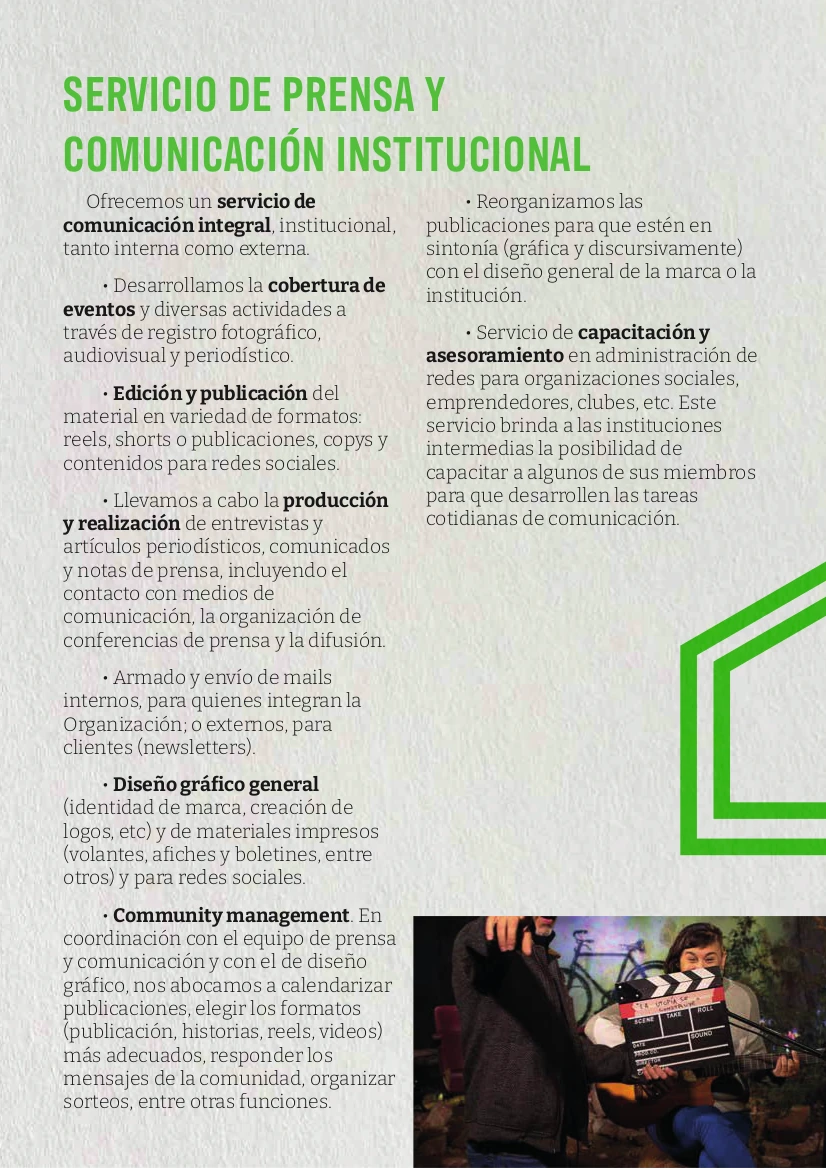 SERVICIO DE PRENSA Y
COMUNICACIÓN INSTITUCIONAL
Ofrecemos un servicio de
comunicación integral, institucional,
tanto interna como externa.
• Desarrollamos la cobertura de
eventos y diversas actividades a
través de registro fotográfico,
audiovisual y periodístico.
• Edición y publicación del
material en variedad de formatos:
reels, shorts o publicaciones, copys y
contenidos para redes sociales.
• Llevamos a cabo la producción
y realización de entrevistas y
artículos periodísticos, comunicados
y notas de prensa, incluyendo el
contacto con medios de
comunicación, la organización de
conferencias de prensa y la difusión.
• Armado y envío de mails
internos, para quienes integran la
Organización; o externos, para
clientes (newsletters).
• Diseño gráfico general
(identidad de marca, creación de
logos, etc) y de materiales impresos
(volantes, afiches y boletines, entre
otros) y para redes sociales.
• Community management. En
coordinación con el equipo de prensa
y comunicación y con el de diseño
gráfico, nos abocamos a calendarizar
publicaciones, elegir los formatos
(publicación, historias, reels, videos)
más adecuados, responder los
mensajes de la comunidad, organizar
sorteos, entre otras funciones.
• Reorganizamos las
publicaciones para que estén en
sintonía (gráfica y discursivamente)
con el diseño general de la marca o la
institución.
• Servicio de capacitación y
asesoramiento en administración de
redes para organizaciones sociales,
emprendedores, clubes, etc. Este
servicio brinda a las instituciones
intermedias la posibilidad de
capacitar a algunos de sus miembros
para que desarrollen las tareas
cotidianas de comunicación.
"LA UTOPÍA
SCENE TAKE ROLL
SOUND
DATE
PROD.CO.
DIRECTOR